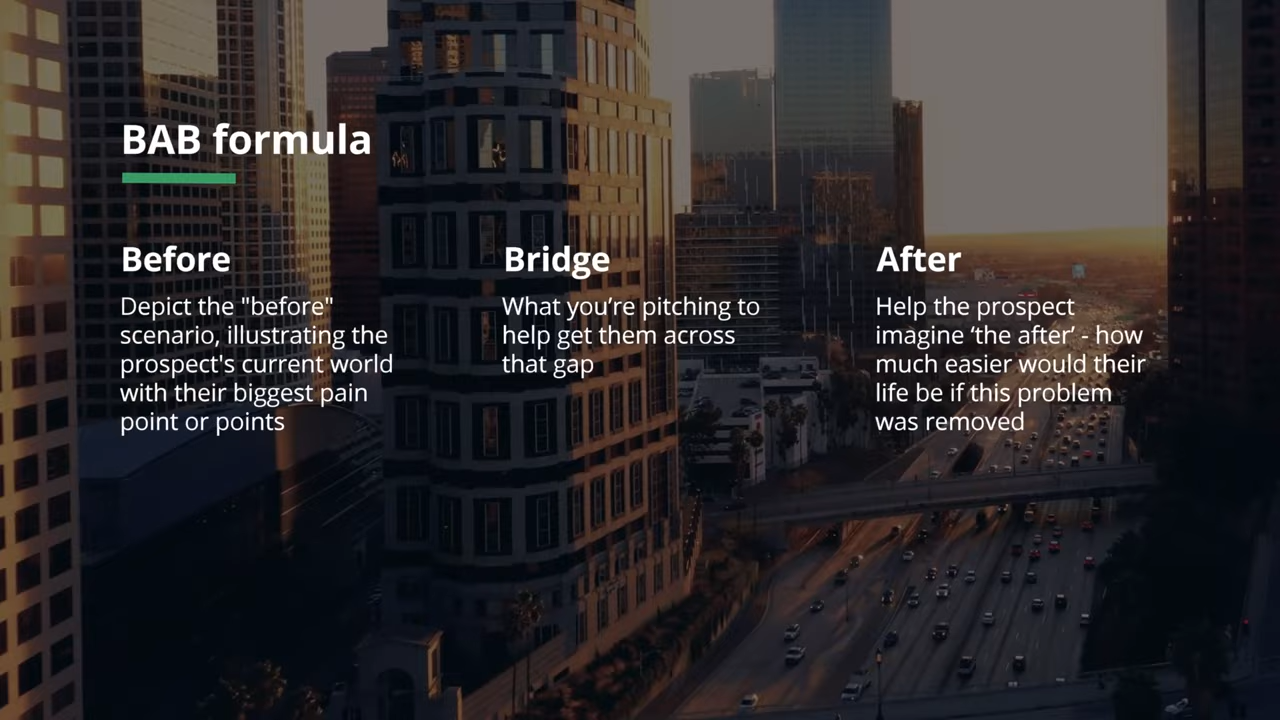 BAB formula
Before
Depict the "before"
scenario, illustrating the
prospect's current world
with their biggest pain
point or points
Bridge
What you’re pitching to
help get them across
that gap
After
Help the prospect
imagine ‘the after’ - how
much easier would their
life be if this problem
was removed